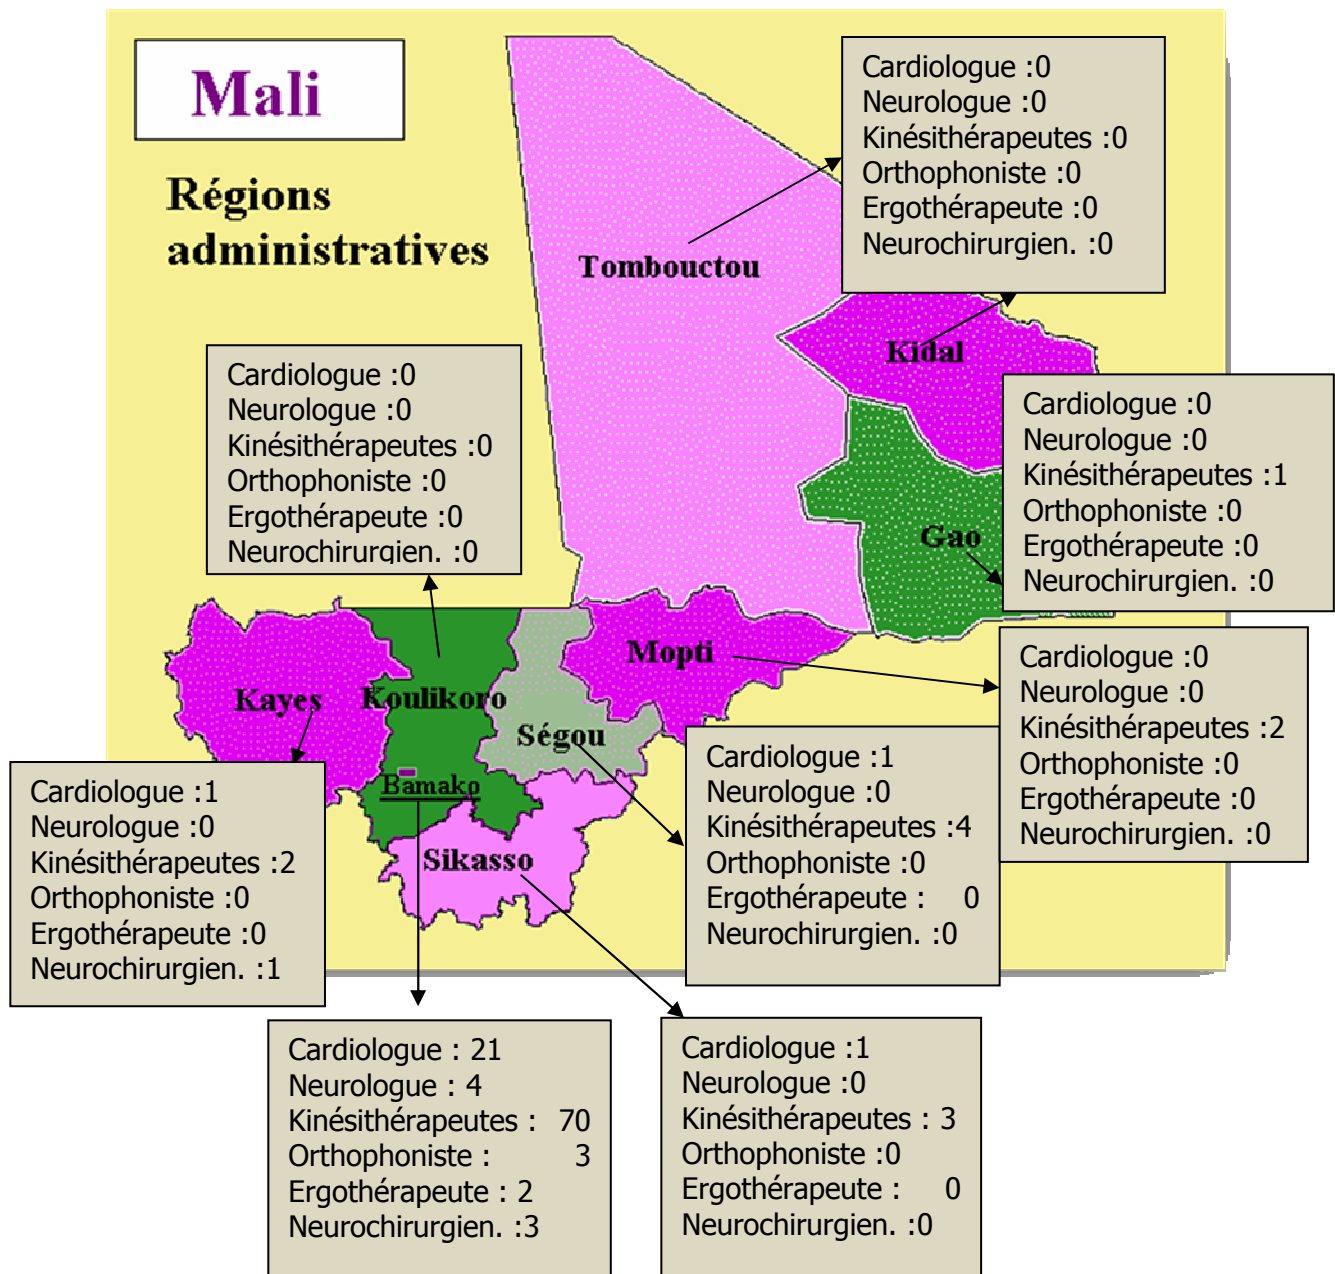 Mali
Régions
administratives
Cardiologue :0
Neurologue :0
Kinésithérapeutes :0
Orthophoniste :0
Ergothérapeute :0
Neurochirurgien. :0
Tombouctou
Kidal
Cardiologue :0
Neurologue :0
Kinésithérapeutes :0
Orthophoniste :0
Ergothérapeute :0
Neurochirurgien. :0
Cardiologue :0
Neurologue :0
Kinésithérapeutes :1
Orthophoniste :0
Ergothérapeute :0
Neurochirurgien. :0
Gao
Mopti
Kayes
Koulikoro
Ségou
Bamako
Sikasso
Cardiologue :0
Neurologue :0
Kinésithérapeutes :2
Orthophoniste :0
Ergothérapeute :0
Neurochirurgien. :0
Cardiologue :1
Neurologue :0
Kinésithérapeutes :4
Orthophoniste :0
Ergothérapeute : 0
Neurochirurgien. :0
Cardiologue :1
Neurologue :0
Kinésithérapeutes :2
Orthophoniste :0
Ergothérapeute :0
Neurochirurgien. :1
Cardiologue : 21
Neurologue : 4
Kinésithérapeutes : 70
Orthophoniste : 3
Ergothérapeute : 2
Neurochirurgien. :3
Cardiologue :1
Neurologue :0
Kinésithérapeutes : 3
Orthophoniste :0
Ergothérapeute : 0
Neurochirurgien. :0